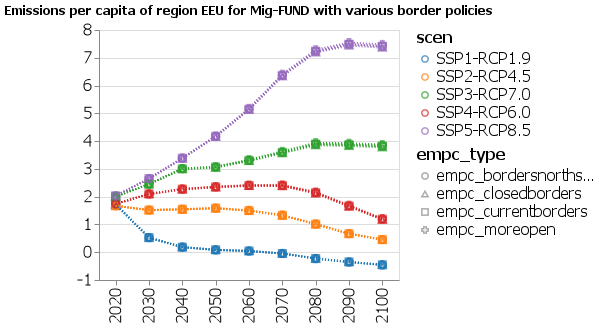 Emissions per capita of region EEU for Mig-FUND with various border policies
8
7
6
5
4
3
2
1
0
-1
2020
2030
2040
2050
2060
2070
2080
2090
2100
scen
SSP1-RCP1.9
SSP2-RCP4.5
SSP3-RCP7.0
SSP4-RCP6.0
SSP5-RCP8.5
empc_type
empc_bordersnorths...
empc_closedborders
empc_currentborders
empc_moreopen